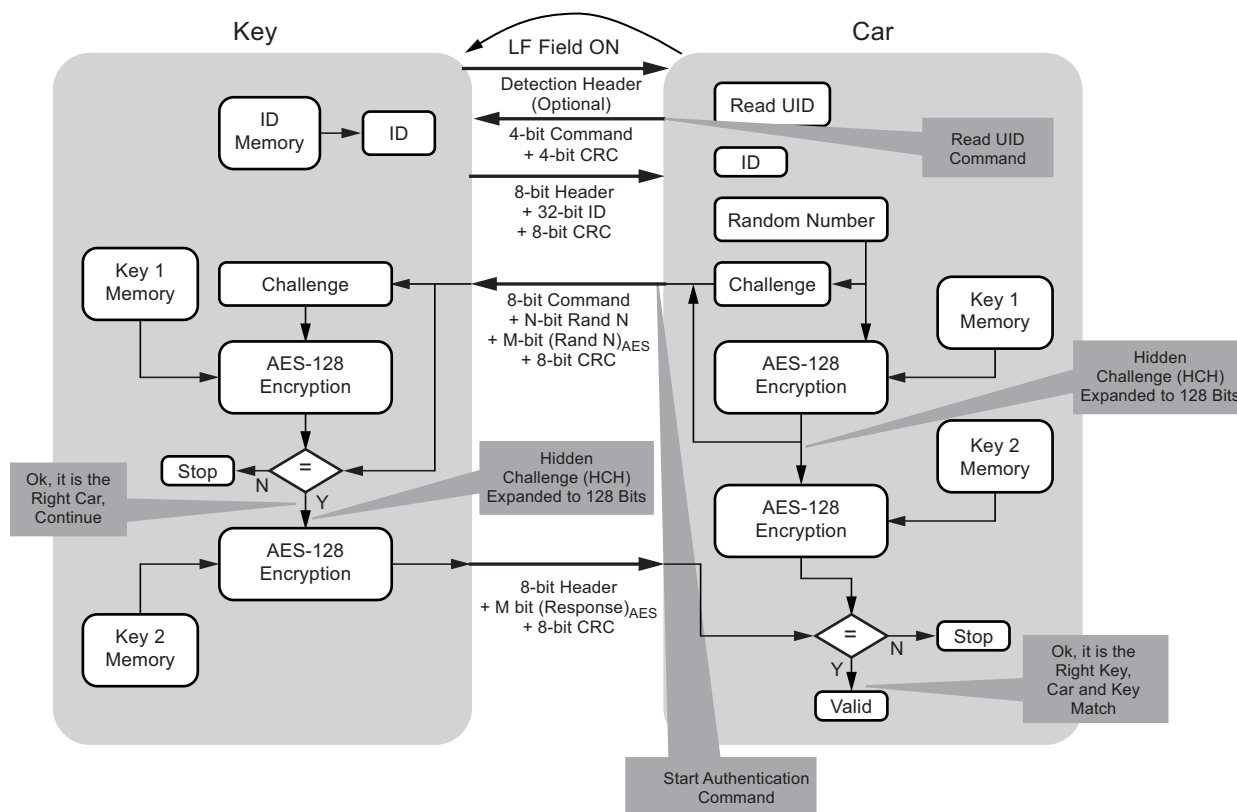 Key
Car
LF Field ON
Detection Header
(Optional)
Read UID
ID
Memory
ID
4-bit Command
+ 4-bit CRC
Read UID
Command
ID
8-bit Header
+ 32-bit ID
+ 8-bit CRC
Random Number
Key 1
Memory
Challenge
Challenge
Key 1
Memory
8-bit Command
+ N-bit Rand N
+ M-bit (Rand N)AES
+ 8-bit CRC
AES-128
Encryption
AES-128
Encryption
Hidden
Challenge (HCH)
Expanded to 128 Bits
=
N
Stop
Y
Ok, it is the
Right Car,
Continue
Hidden
Challenge (HCH)
Expanded to 128 Bits
Key 2
Memory
AES-128
Encryption
AES-128
Encryption
8-bit Header
+ M bit (Response)AES
+ 8-bit CRC
Key 2
Memory
=
N
Stop
Y
Valid
Ok, it is the
Right Key,
Car and Key
Match
Start Authentication
Command